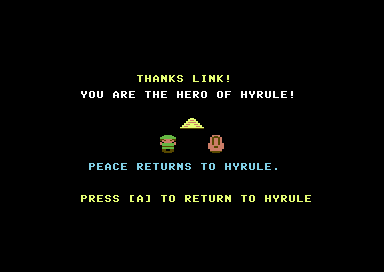 THANKS LINK!
YOU ARE THE HERO OF HYRULE!
PEACE RETURNS TO HYRULE.
PRESS [A] TO RETURN TO HYRULE